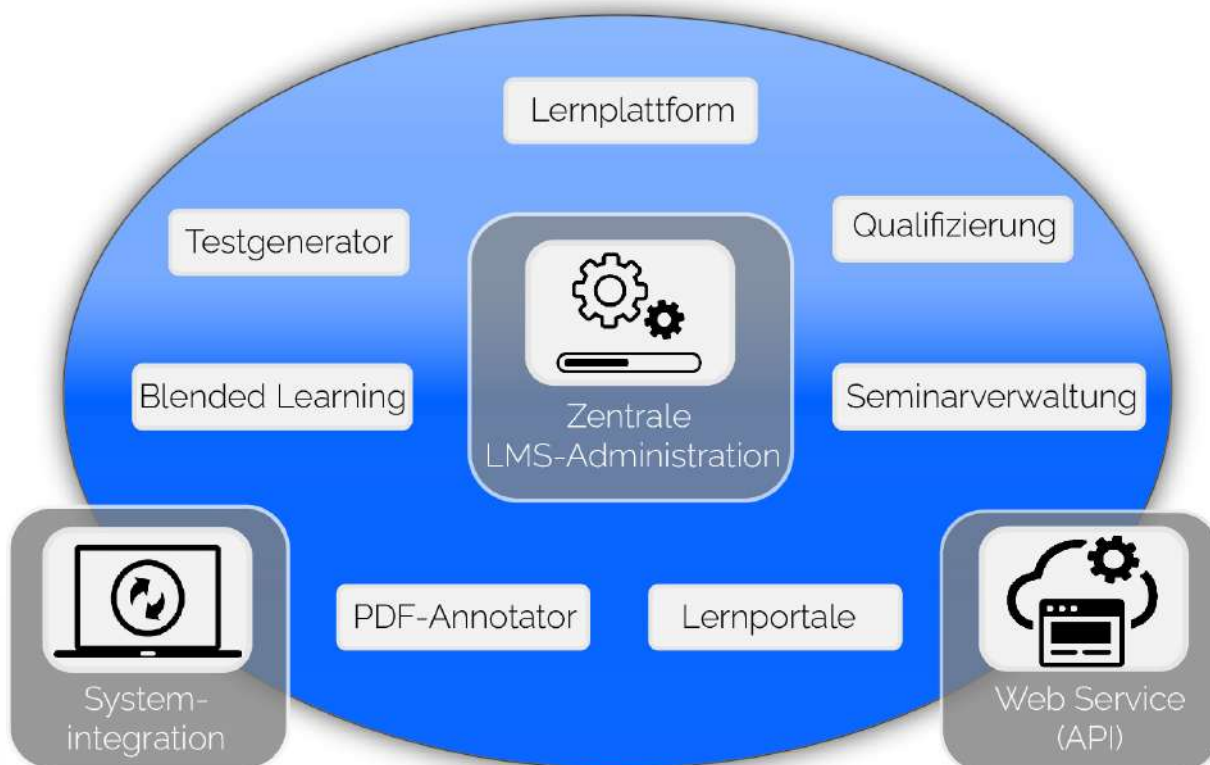 Lernplattform
Testgenerator
Qualifizierung
Blended Learning
Zentrale
LMS-Administration
Seminarverwaltung
System-
integration
PDF-Annotator
Lernportale
Web Service
(API)